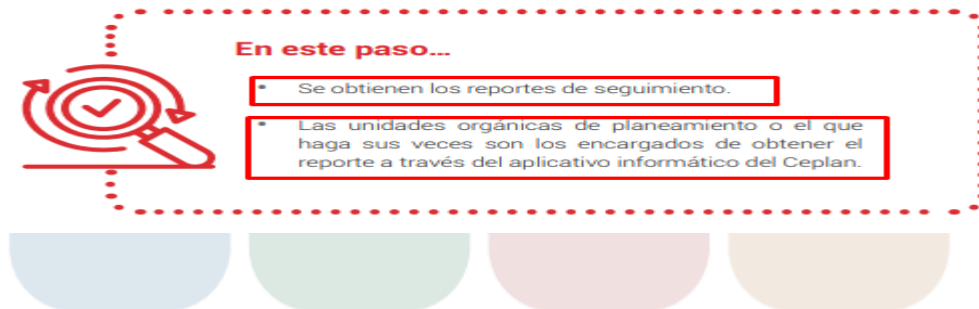 En este paso...
• Se obtienen los reportes de seguimiento.
• Las unidades orgánicas de planeamiento o el que
haga sus veces son los encargados de obtener el
reporte a través del aplicativo informático del Ceplan.